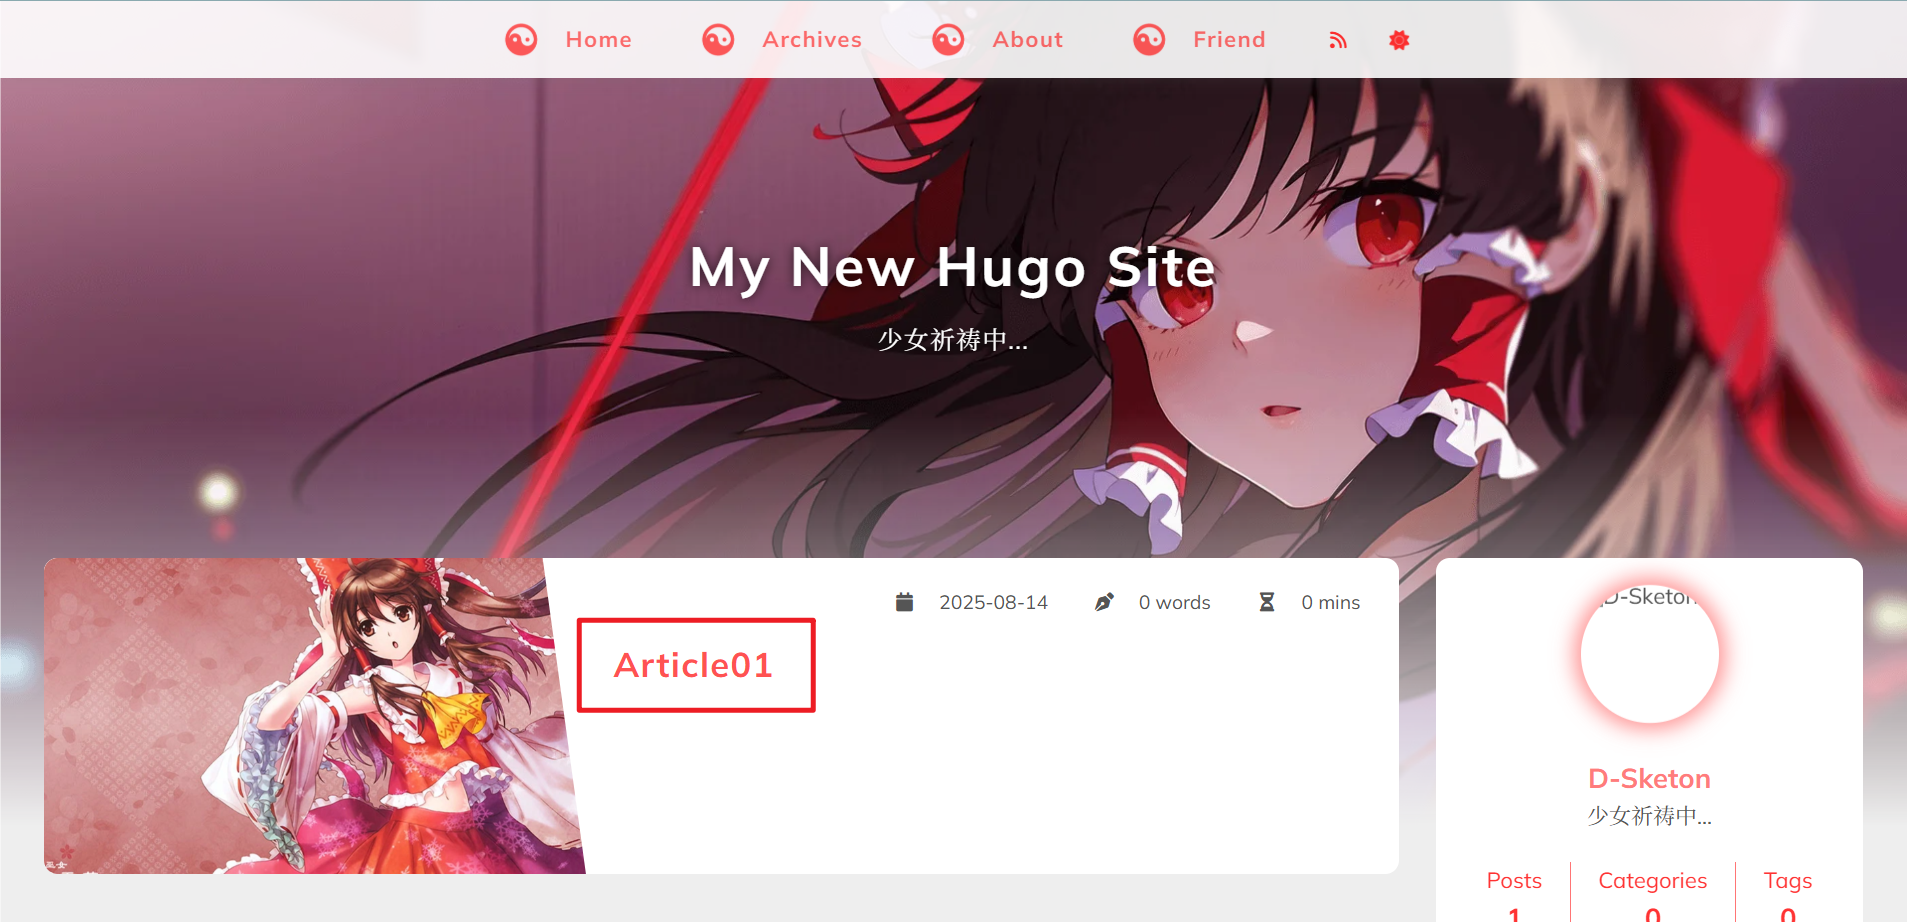 Home Archives About Friend
My New Hugo Site
少女祈祷中...
2025-08-14 0 words 0 mins
Article01
D-Sketon
D-Sketon
少女祈祷中...
Posts Categories Tags
1 0 0